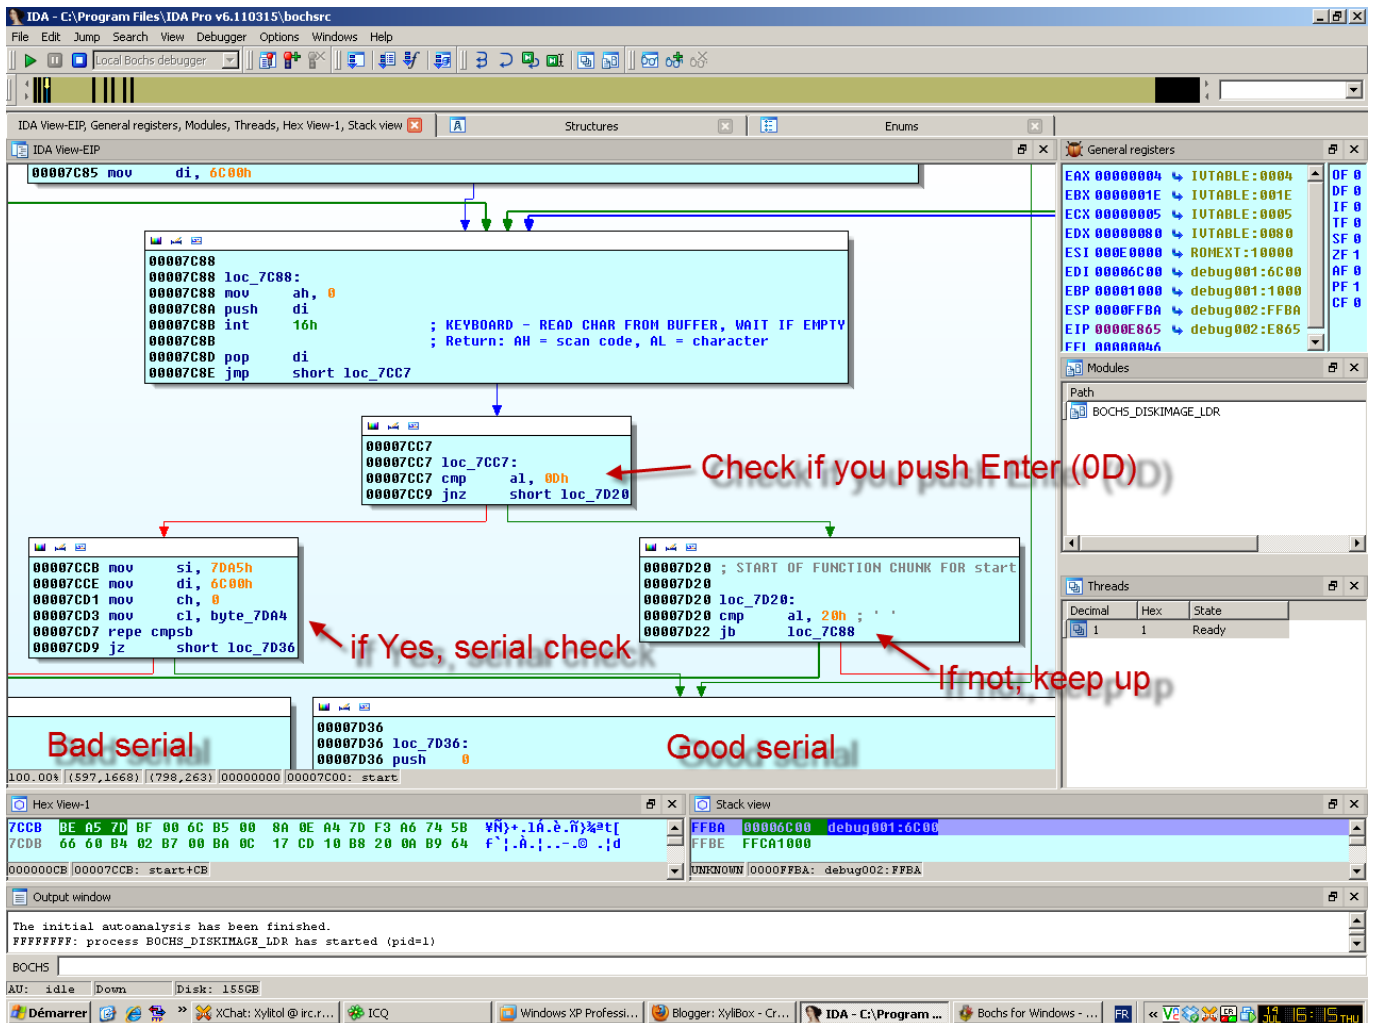 IDA - C:\Program Files\IDA Pro v6.110315\bochsrc
File Edit Jump Search View Debugger Options Windows Help
Local Bochs debugger
IDA View-EIP, General registers, Modules, Threads, Hex View-1, Stack view
Structures
Enums
IDA View-EIP
00007C85 mov di, 6C00h
00007C88
00007C88 loc_7C88:
00007C88 mov ah, 0
00007C8A push di
00007C8B int 16h ; KEYBOARD - READ CHAR FROM BUFFER, WAIT IF EMPTY
00007C8B ; Return: AH = scan code, AL = character
00007C8D pop di
00007C8E jmp short loc_7CC7
00007CC7
00007CC7 loc_7CC7:
00007CC7 cmp al, 0Dh
00007CC9 jnz short loc_7D20
Check if you push Enter (0D)
00007CCB mov si, 7DA5h
00007CCE mov di, 6C00h
00007CD1 mov ch, 0
00007CD3 mov cl, byte_7DA4
00007CD7 repe cmpsb
00007CD9 jz short loc_7D36
if Yes, serial check
00007D20 ; START OF FUNCTION CHUNK FOR start
00007D20
00007D20 loc_7D20:
00007D20 cmp al, 20h ; ' '
00007D22 jb loc_7C88
If not, keep up
Bad serial
00007D36
00007D36 loc_7D36:
00007D36 push 0
Good serial
100.00% (597,1668) (798,263) 00000000 00007C00: start
General registers
EAX 00000004 IVTABLE:0004
EBX 0000001E IVTABLE:001E
ECX 00000005 IVTABLE:0005
EDX 00000080 IVTABLE:0080
ESI 000E0000 ROMEXT:10000
EDI 00006C00 debug001:6C00
EBP 00001000 debug001:1000
ESP 0000FFBA debug002:FFBA
EIP 0000E865 debug002:E865
EFL 00000046
OF 0
DF 0
IF 0
TF 0
SF 0
ZF 1
AF 0
PF 1
CF 0
Modules
Path
BOCHS_DISKIMAGE_LDR
Threads
Decimal Hex State
1 1 Ready
Hex View-1
7CCB BE A5 7D BF 00 6C B5 00 8A 0E A4 7D F3 A6 74 5B
7CDB 66 60 B4 02 B7 00 BA 0C 17 CD 10 B8 20 0A B9 64
000000CB 00007CCB: start+CB
Stack view
FFBA 00006C00 debug001:6C00
FFBE FFCA1000
UNKNOWN 0000FFBA: debug002:FFBA
Output window
The initial autoanalysis has been finished.
FFFFFFFF: process BOCHS_DISKIMAGE_LDR has started (pid=1)
BOCHS
AU: idle Down Disk: 155GB
Démarrer
XChat: Xylitol @ irc.r...
ICQ
Windows XP Professi...
Blogger: XyliBox - Cr...
IDA - C:\Program ...
Bochs for Windows - ...
FR
14 JUL 16:15 THU